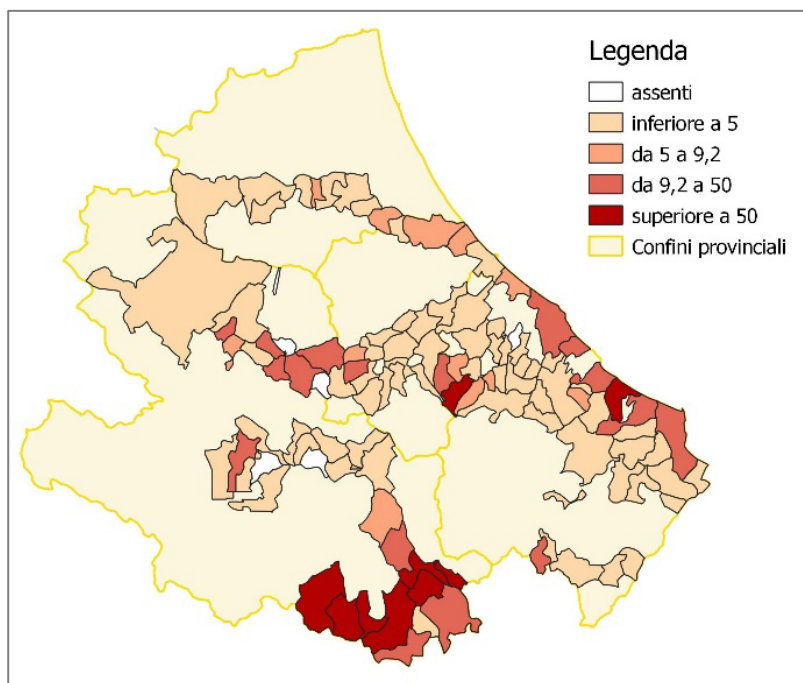 Legenda
assenti
inferiore a 5
da 5 a 9,2
da 9,2 a 50
superiore a 50
Confini provinciali